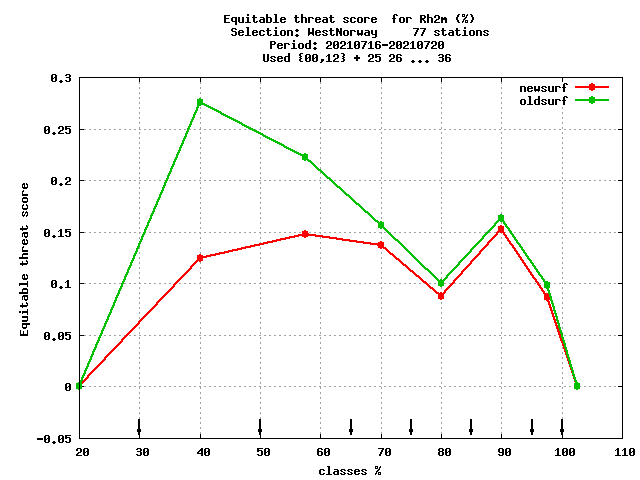 Equitable threat score  for Rh2m (%)
Selection: WestNorway     77 stations
Period: 20210716-20210720
Used {00,12} + 25 26 ... 36
newsurf
oldsurf
Equitable threat score
0.3
0.25
0.2
0.15
0.1
0.05
0
-0.05
20 30 40 50 60 70 80 90 100 110
classes %